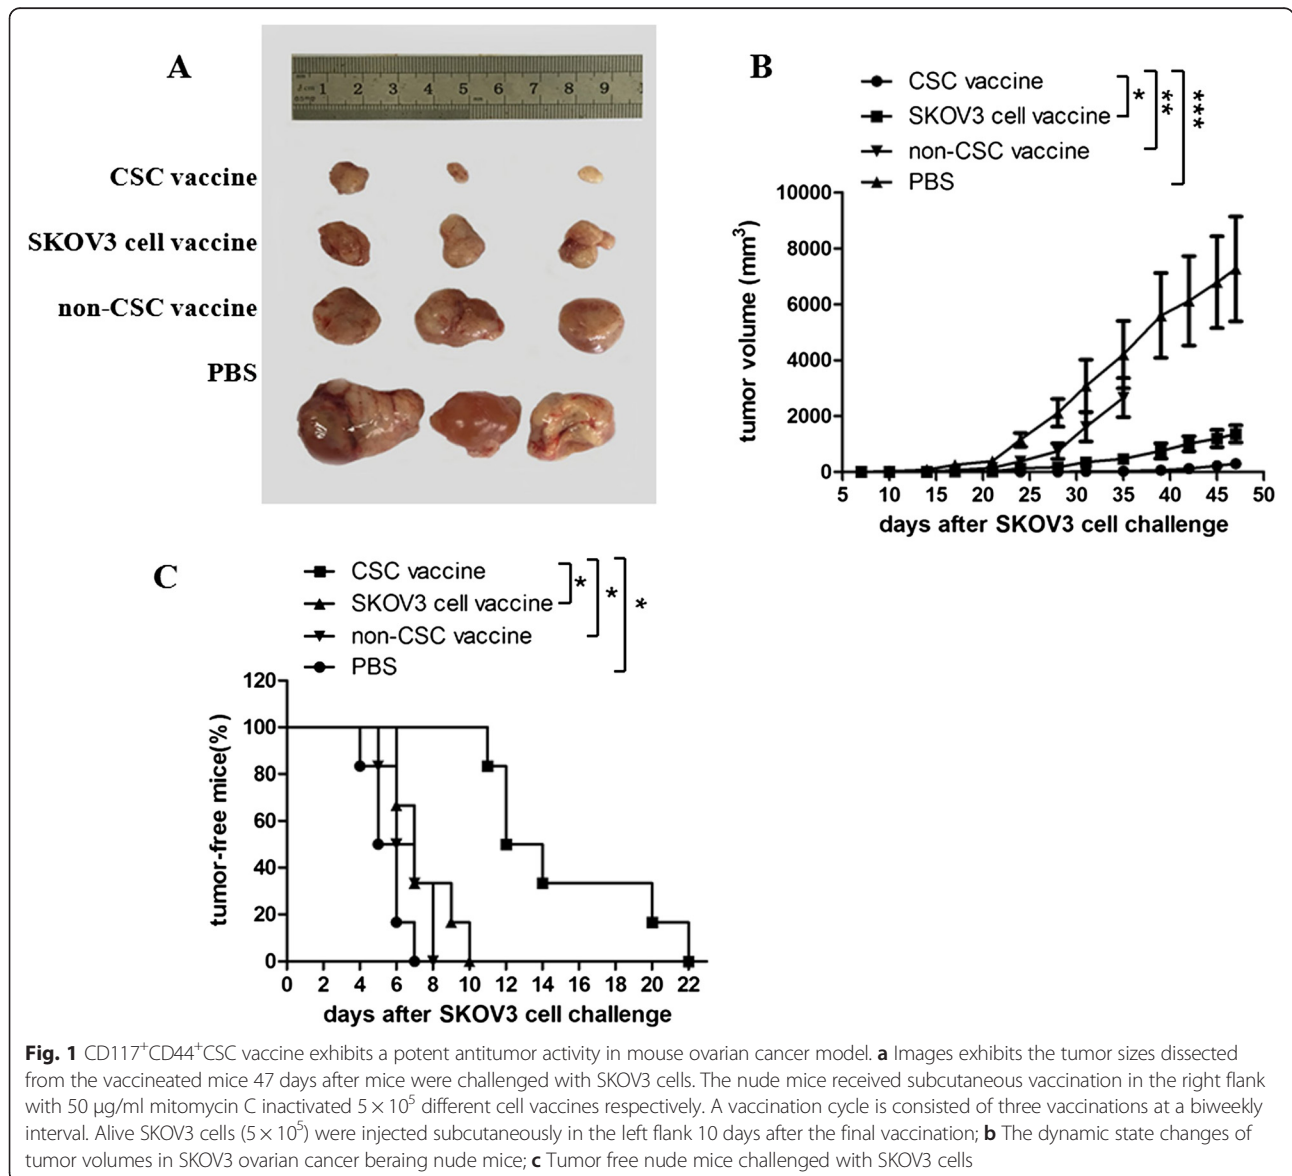 A
1 2 3 4 5 6 7 8 9
CSC vaccine
SKOV3 cell vaccine
non-CSC vaccine
PBS
B
CSC vaccine
SKOV3 cell vaccine
non-CSC vaccine
PBS
*
**
***
tumor volume (mm³)
10000
8000
6000
4000
2000
0
5 10 15 20 25 30 35 40 45 50
days after SKOV3 cell challenge
C
CSC vaccine
SKOV3 cell vaccine
non-CSC vaccine
PBS
*
*
*
tumor-free mice(%)
120
100
80
60
40
20
0
0 2 4 6 8 10 12 14 16 18 20 22
days after SKOV3 cell challenge
Fig. 1 CD117⁺CD44⁺CSC vaccine exhibits a potent antitumor activity in mouse ovarian cancer model. a Images exhibits the tumor sizes dissected
from the vaccineated mice 47 days after mice were challenged with SKOV3 cells. The nude mice received subcutaneous vaccination in the right flank
with 50 μg/ml mitomycin C inactivated 5 × 10⁵ different cell vaccines respectively. A vaccination cycle is consisted of three vaccinations at a biweekly
interval. Alive SKOV3 cells (5 × 10⁵) were injected subcutaneously in the left flank 10 days after the final vaccination; b The dynamic state changes of
tumor volumes in SKOV3 ovarian cancer beraing nude mice; c Tumor free nude mice challenged with SKOV3 cells